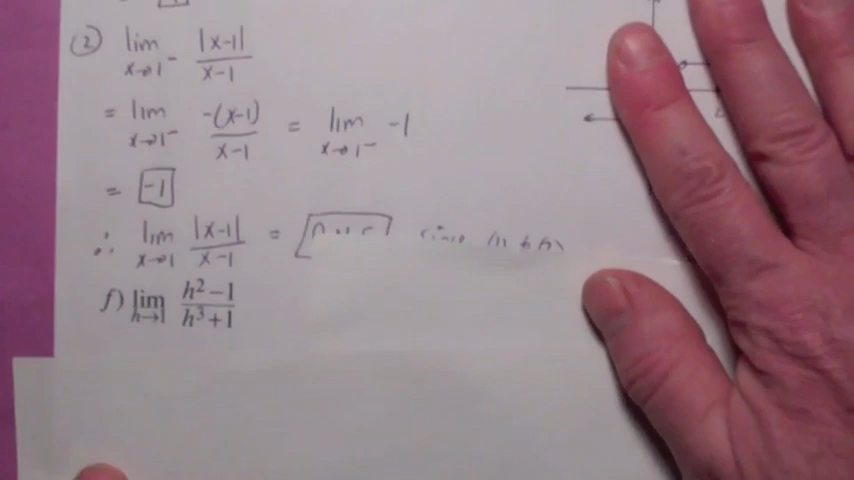 ② lim x→1⁻ |x-1| / x-1
= lim x→1⁻ -(x-1) / x-1 = lim x→1⁻ -1
= -1
∴ lim x→1 |x-1| / x-1 =
f) lim h→1 h²-1 / h³+1